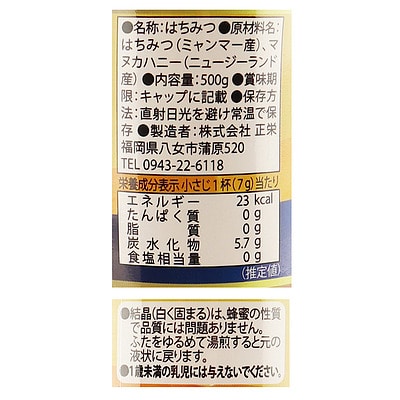 ●名称:はちみつ ●原材料名:
はちみつ(ミャンマー産)、マ
ヌカハニー(ニュージーランド
産) ●内容量:500g ●賞味期
限:キャップに記載 ●保存方
法:直射日光を避け常温で保
存 ●製造者:株式会社 正栄
福岡県八女市蒲原520
TEL 0943-22-6118
栄養成分表示 小さじ1杯(7g)当たり
エネルギー 23 kcal
たんぱく質 0 g
脂質 0 g
炭水化物 5.7 g
食塩相当量 0 g
(推定値)
●結晶(白く固まる)は、蜂蜜の性質
で品質には問題ありません。
ふたをゆるめて湯煎すると元の
液状に戻ります。
●1歳未満の乳児には与えないでください。